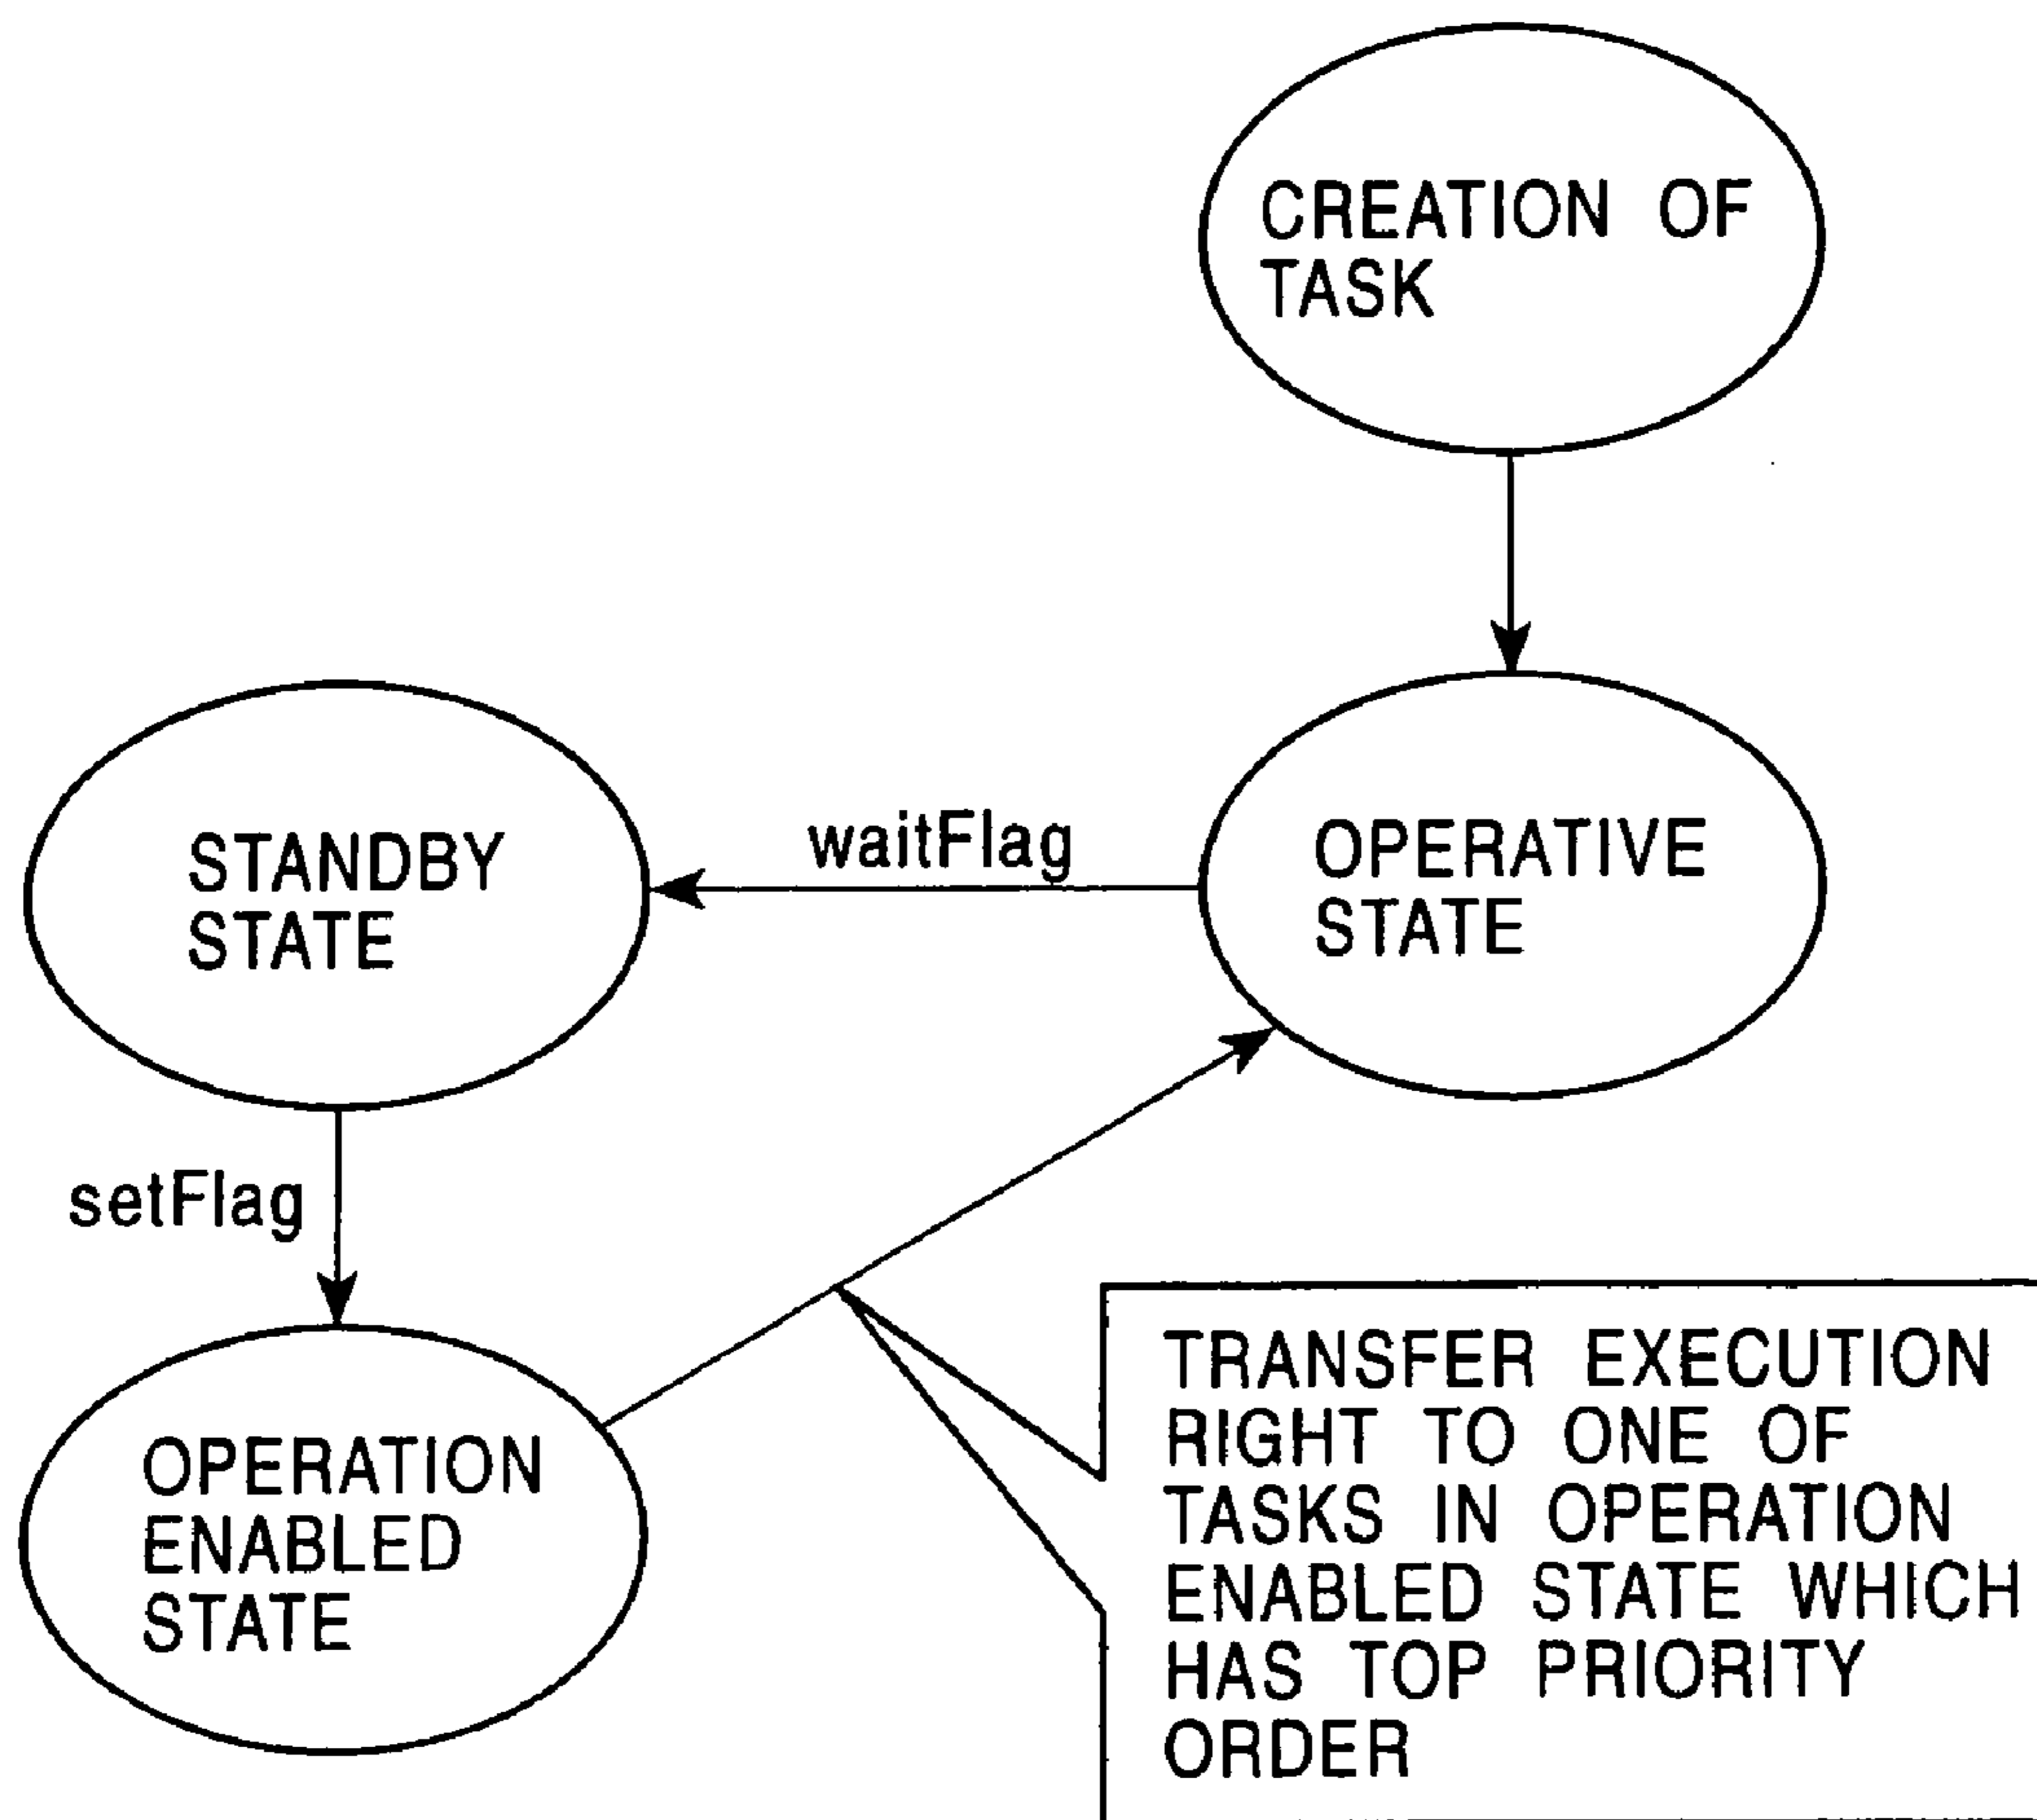 CREATION OF
TASK
STANDBY
STATE
waitFlag
OPERATIVE
STATE
setFlag
OPERATION
ENABLED
STATE
TRANSFER EXECUTION
RIGHT TO ONE OF
TASKS IN OPERATION
ENABLED STATE WHICH
HAS TOP PRIORITY
ORDER